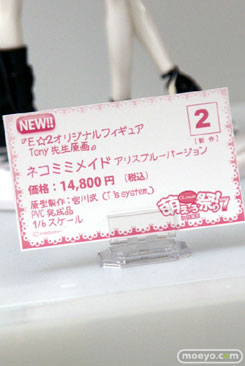 NEW!!
2
『E☆2オリジナルフィギュア
Tony先生原画。
ネコミミメイド アリスブルーバージョン
価格：14,800円 (税込)
原型製作：宮川武 (T's system)
PVC完成品
1/6スケール
moeyo.com